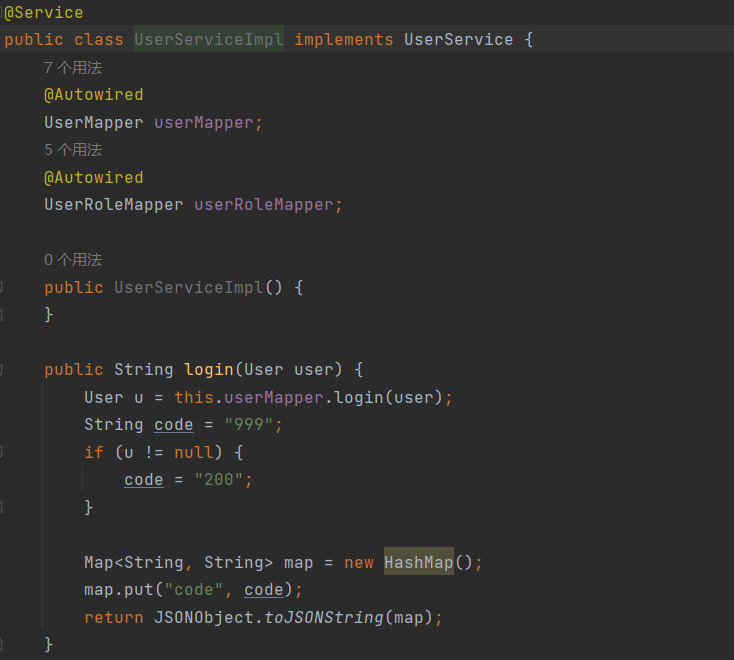 @Service
public class UserServiceImpl implements UserService {
7 个用法
@Autowired
UserMapper userMapper;
5 个用法
@Autowired
UserRoleMapper userRoleMapper;
0 个用法
public UserServiceImpl() {
}
public String login(User user) {
User u = this.userMapper.login(user);
String code = "999";
if (u != null) {
code = "200";
}
Map<String, String> map = new HashMap();
map.put("code", code);
return JSONObject.toJSONString(map);
}